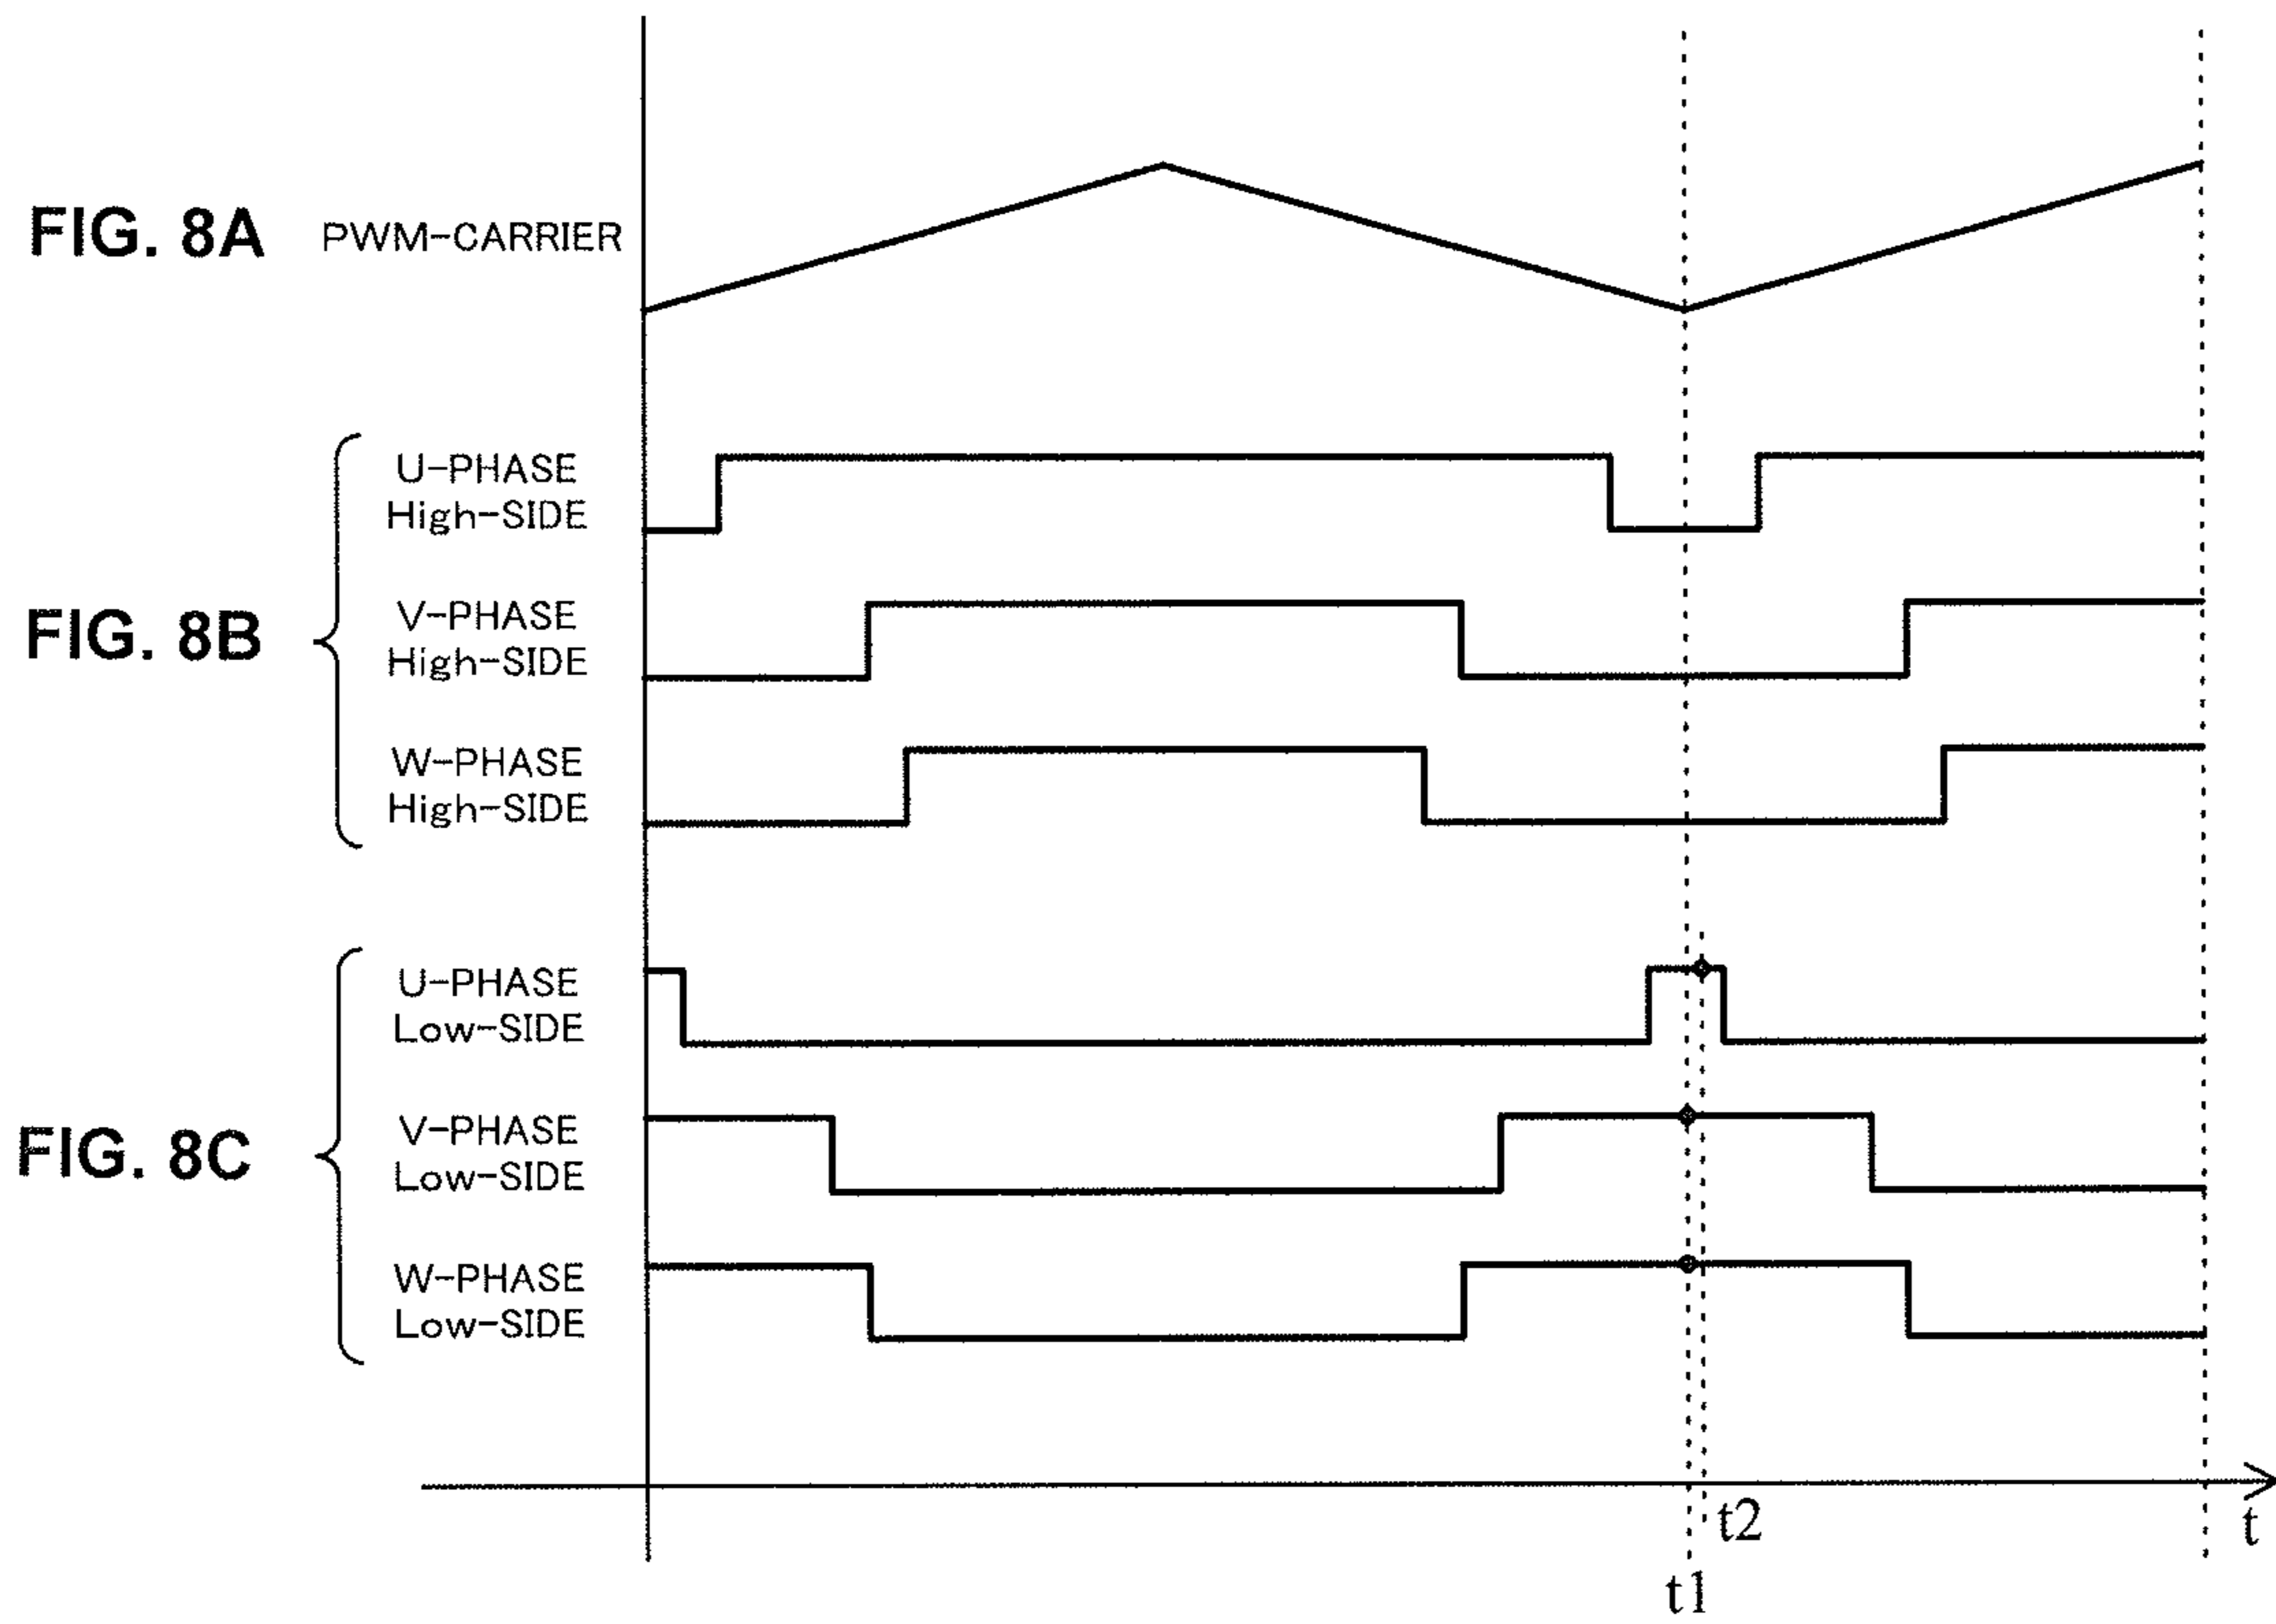 FIG. 8A
PWM-CARRIER
FIG. 8B
U-PHASE
High-SIDE
V-PHASE
High-SIDE
W-PHASE
High-SIDE
FIG. 8C
U-PHASE
Low-SIDE
V-PHASE
Low-SIDE
W-PHASE
Low-SIDE
t2
t
t1